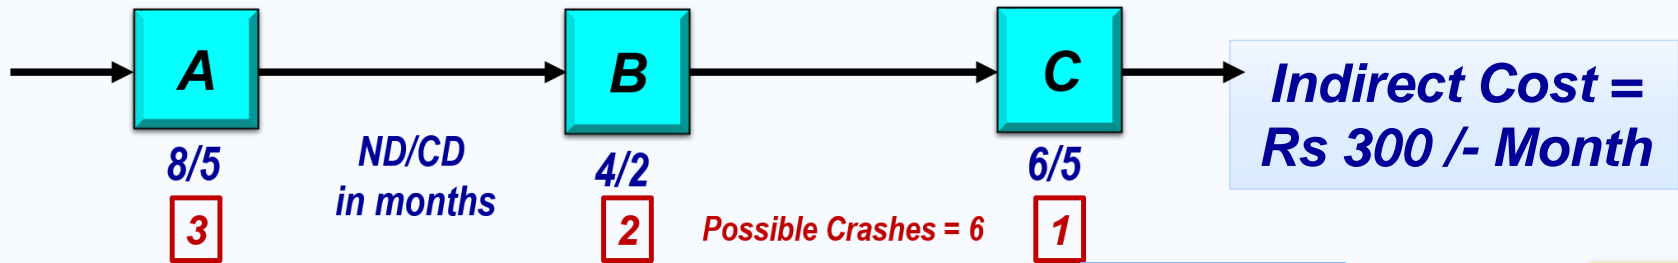 A
B
C
Indirect Cost =
Rs 300 /- Month
8/5
ND/CD
in months
4/2
6/5
3
2
Possible Crashes = 6
1